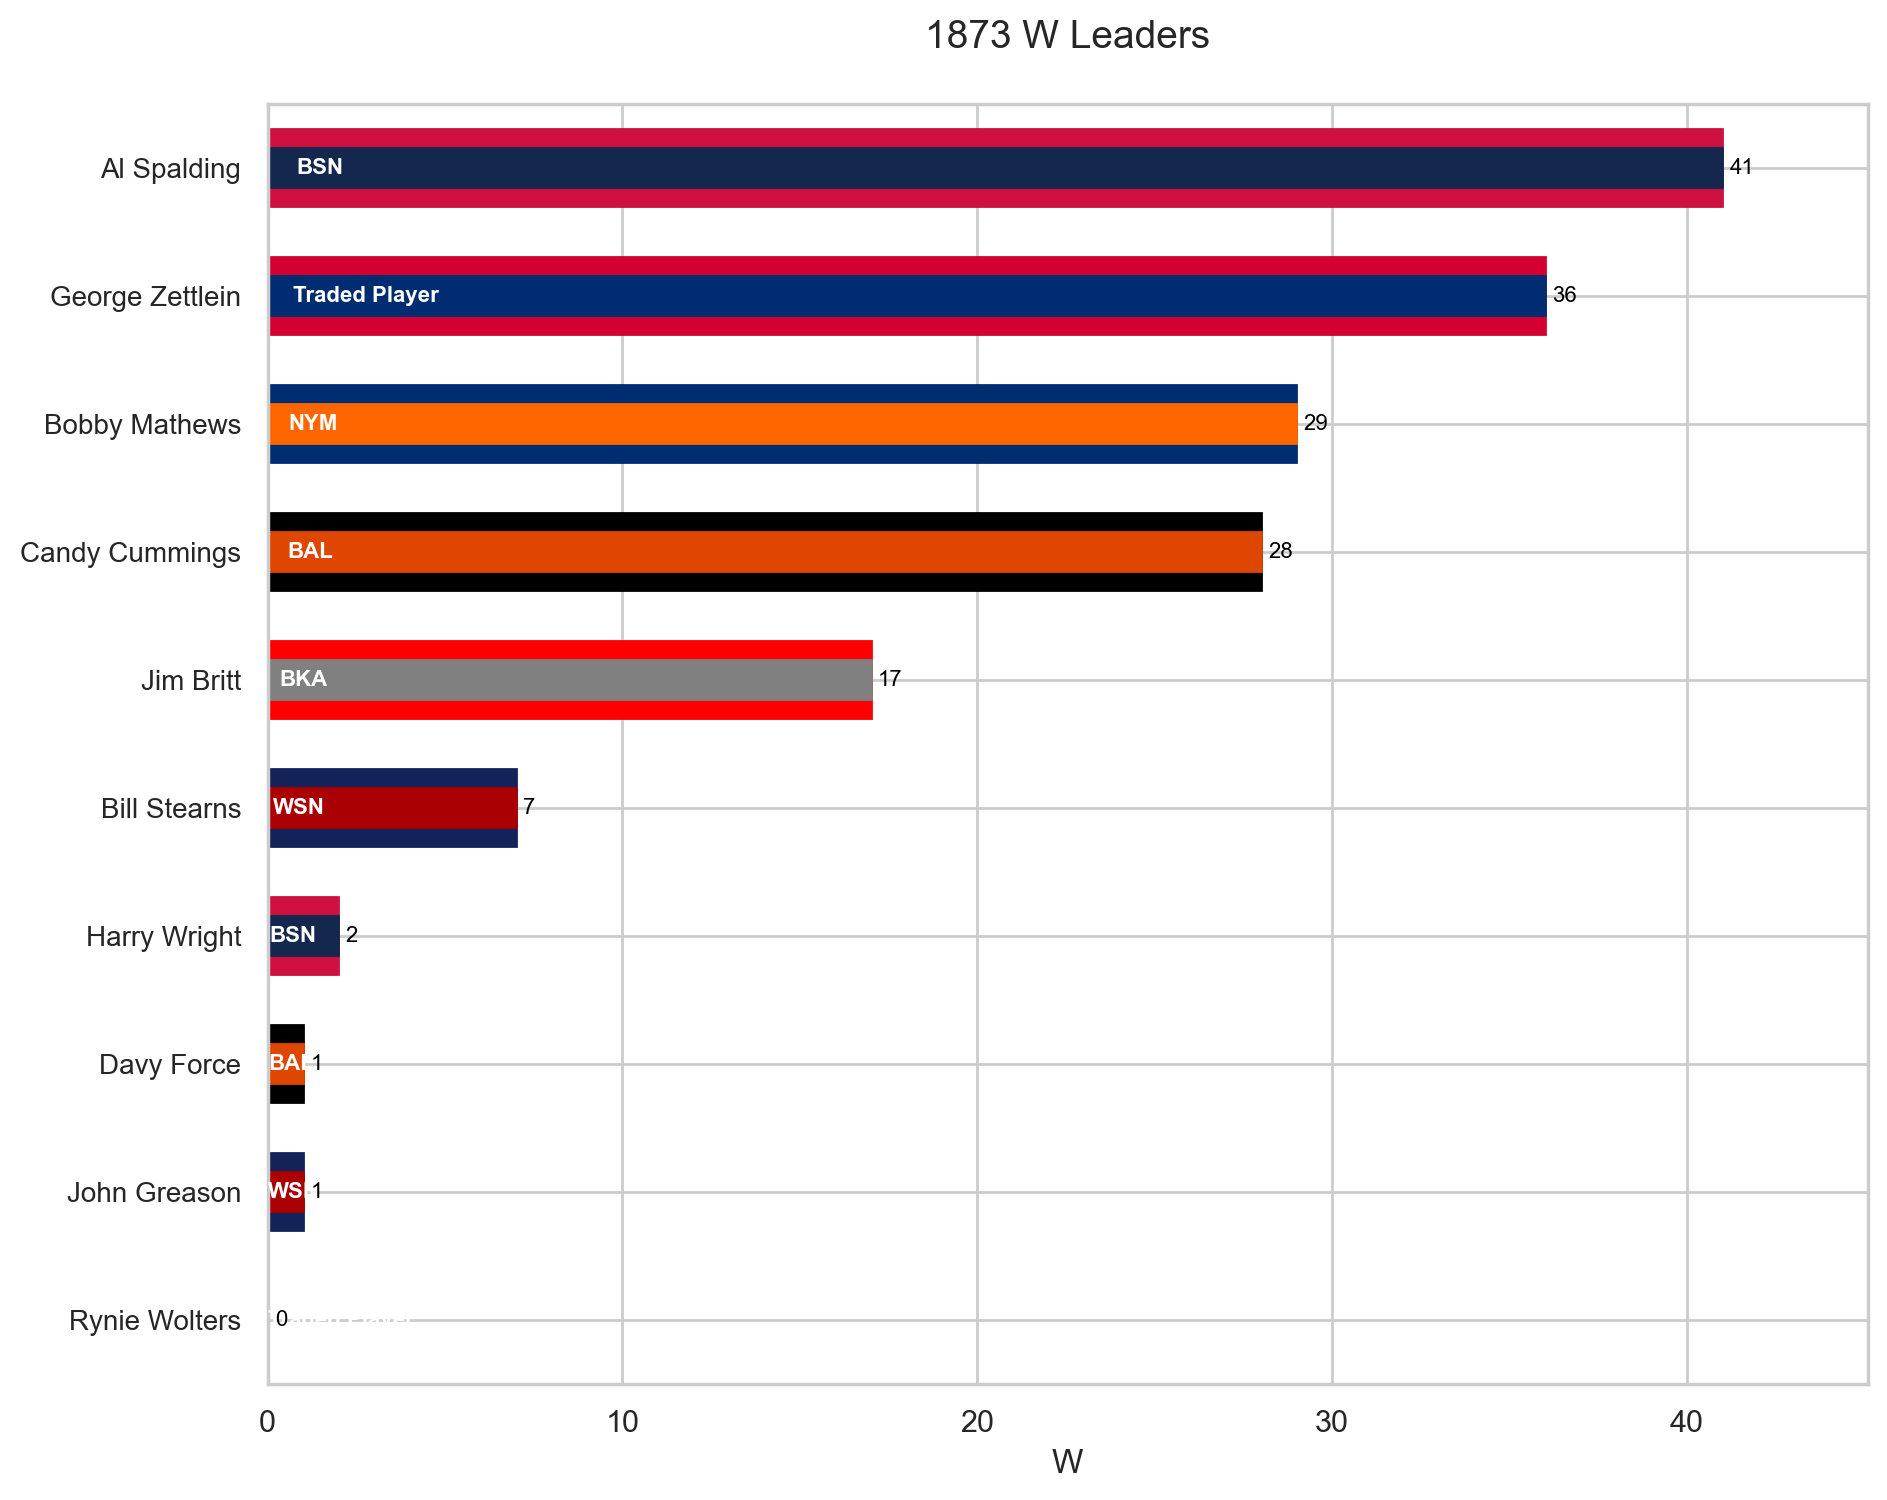 1873 W Leaders
Al Spalding BSN 41
George Zettlein Traded Player 36
Bobby Mathews NYM 29
Candy Cummings BAL 28
Jim Britt BKA 17
Bill Stearns WSN 7
Harry Wright BSN 2
Davy Force BAL 1
John Greason 1
Rynie Wolters 0
0 10 20 30 40
W